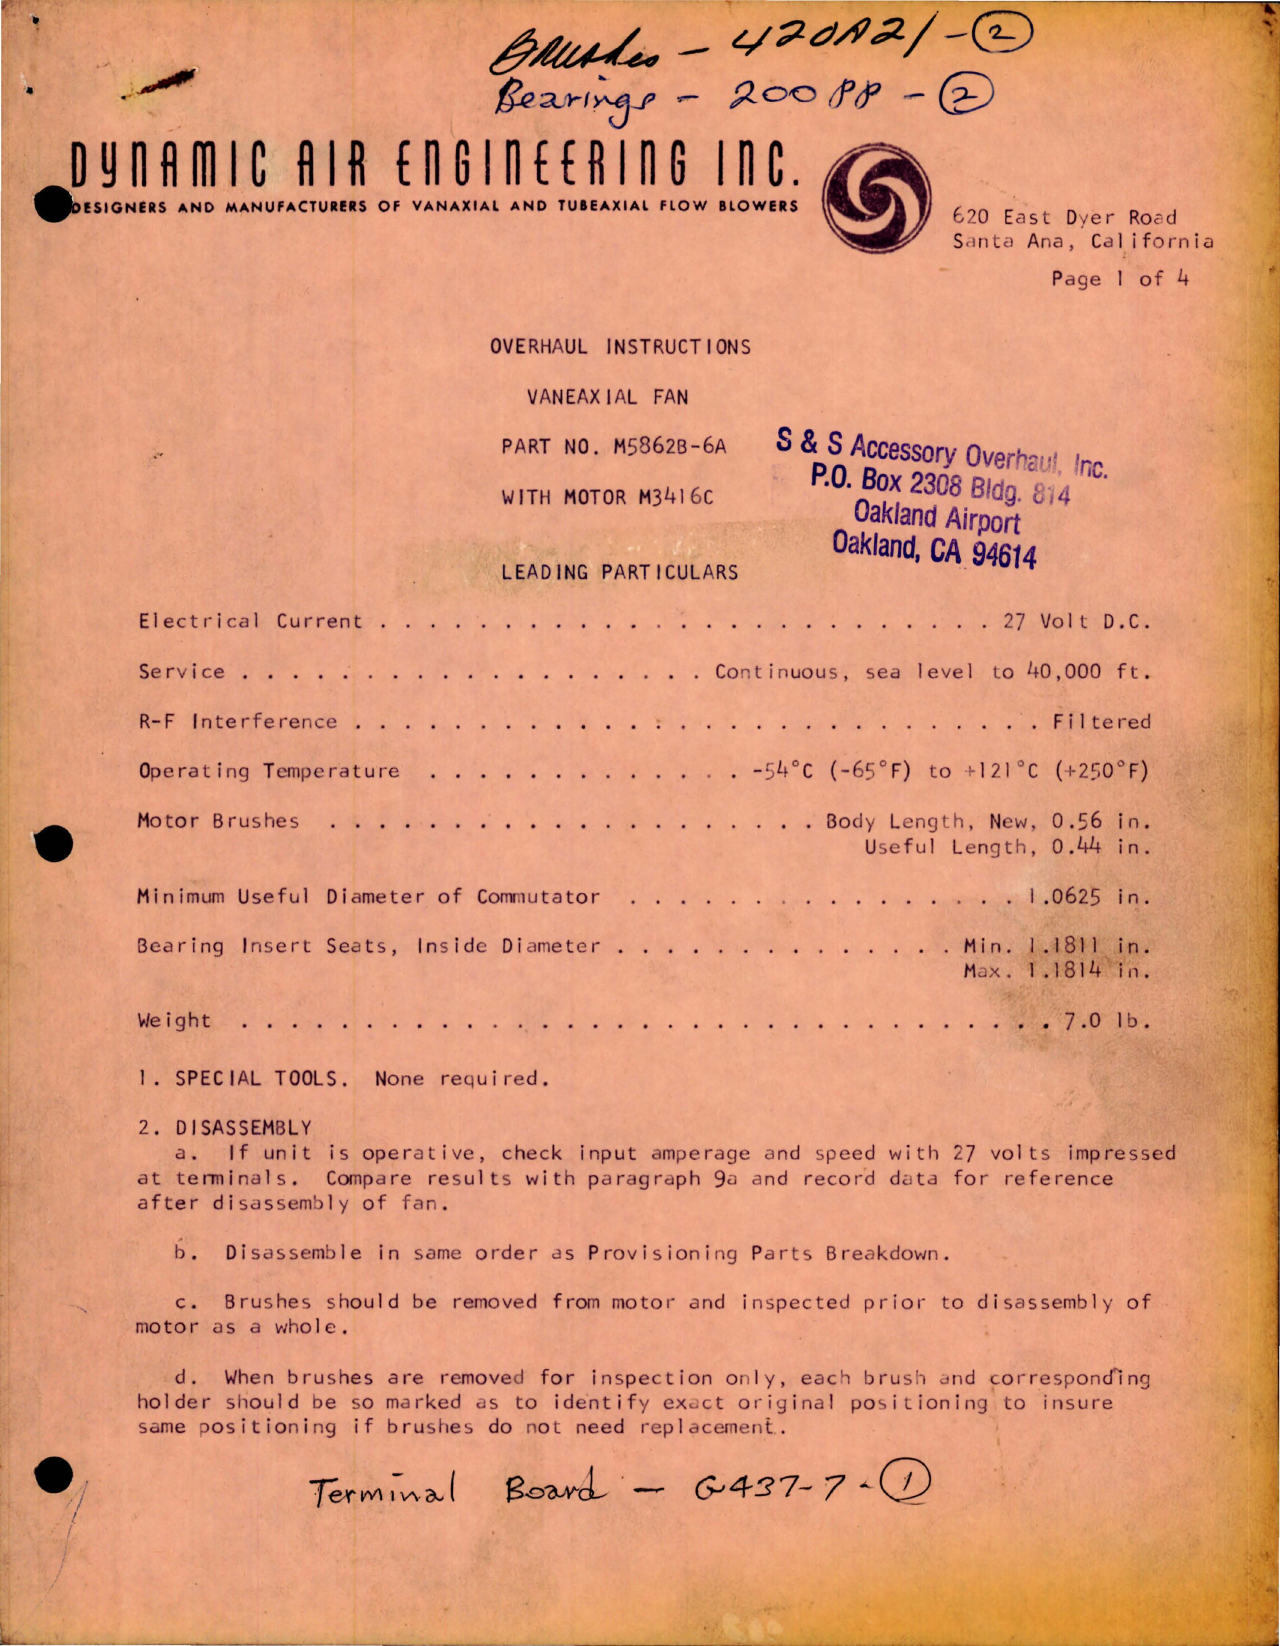 Brushes - 420A21 - 2
Bearings - 200PP - 2
DYNAMIC AIR ENGINEERING INC.
DESIGNERS AND MANUFACTURERS OF VANAXIAL AND TUBEAXIAL FLOW BLOWERS
620 East Dyer Road
Santa Ana, California
Page 1 of 4
OVERHAUL INSTRUCTIONS
VANEAXIAL FAN
PART NO. M5862B-6A
WITH MOTOR M3416C
S & S Accessory Overhaul, Inc.
P.O. Box 2308 Bldg. 814
Oakland Airport
Oakland, CA 94614
LEADING PARTICULARS
Electrical Current . . . . . . . . . . . . . . . . . . . . . . . . . 27 Volt D.C.
Service . . . . . . . . . . . . . . . . . . . Continuous, sea level to 40,000 ft.
R-F Interference . . . . . . . . . . . . . . . . . . . . . . . . . . . . Filtered
Operating Temperature . . . . . . . . . . . . . -54°C (-65°F) to +121°C (+250°F)
Motor Brushes . . . . . . . . . . . . . . . . . . . . Body Length, New, 0.56 in.
Useful Length, 0.44 in.
Minimum Useful Diameter of Commutator . . . . . . . . . . . . . . . . 1.0625 in.
Bearing Insert Seats, Inside Diameter . . . . . . . . . . . . . . Min. 1.1811 in.
Max. 1.1814 in.
Weight . . . . . . . . . . . . . . . . . . . . . . . . . . . . . . . . . 7.0 lb.
1. SPECIAL TOOLS. None required.
2. DISASSEMBLY
a. If unit is operative, check input amperage and speed with 27 volts impressed
at terminals. Compare results with paragraph 9a and record data for reference
after disassembly of fan.
b. Disassemble in same order as Provisioning Parts Breakdown.
c. Brushes should be removed from motor and inspected prior to disassembly of
motor as a whole.
d. When brushes are removed for inspection only, each brush and corresponding
holder should be so marked as to identify exact original positioning to insure
same positioning if brushes do not need replacement.
Terminal Board - G437-7 - 1